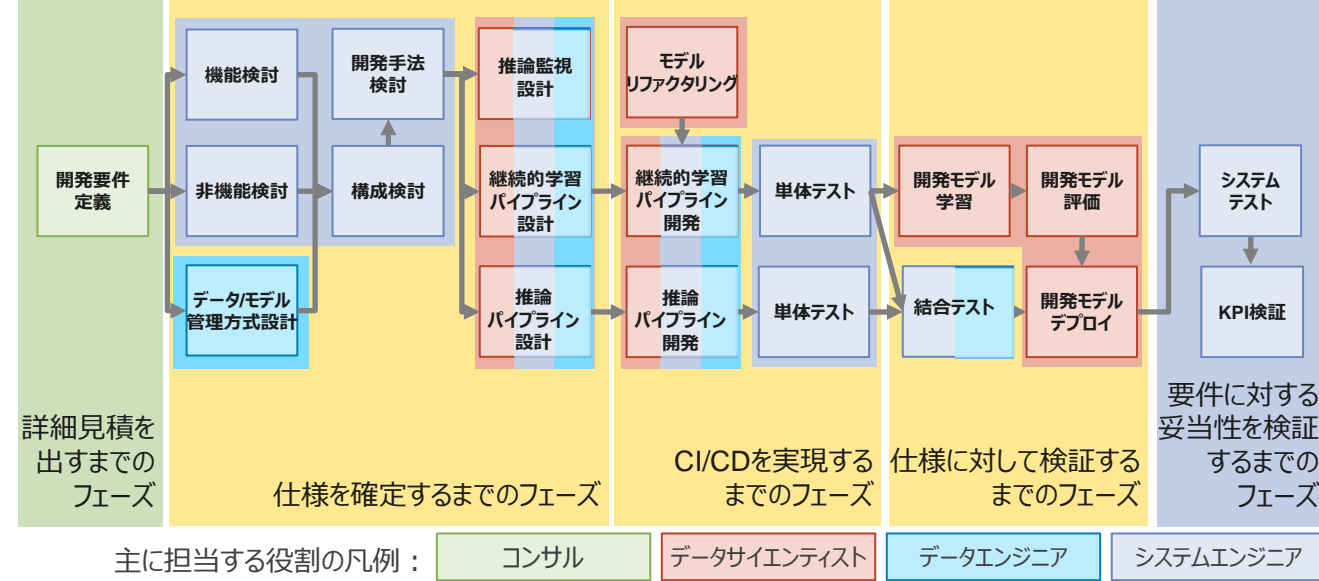 開発要件
定義
機能検討
非機能検討
データ/モデル
管理方式設計
開発手法
検討
構成検討
推論監視
設計
継続的学習
パイプライン
設計
推論
パイプライン
設計
モデル
リファクタリング
継続的学習
パイプライン
開発
推論
パイプライン
開発
単体テスト
単体テスト
開発モデル
学習
開発モデル
評価
結合テスト
開発モデル
デプロイ
システム
テスト
KPI検証
詳細見積を
出すまでの
フェーズ
仕様を確定するまでのフェーズ
CI/CDを実現する
までのフェーズ
仕様に対して検証する
までのフェーズ
要件に対する
妥当性を検証
するまでの
フェーズ
主に担当する役割の凡例：
コンサル
データサイエンティスト
データエンジニア
システムエンジニア